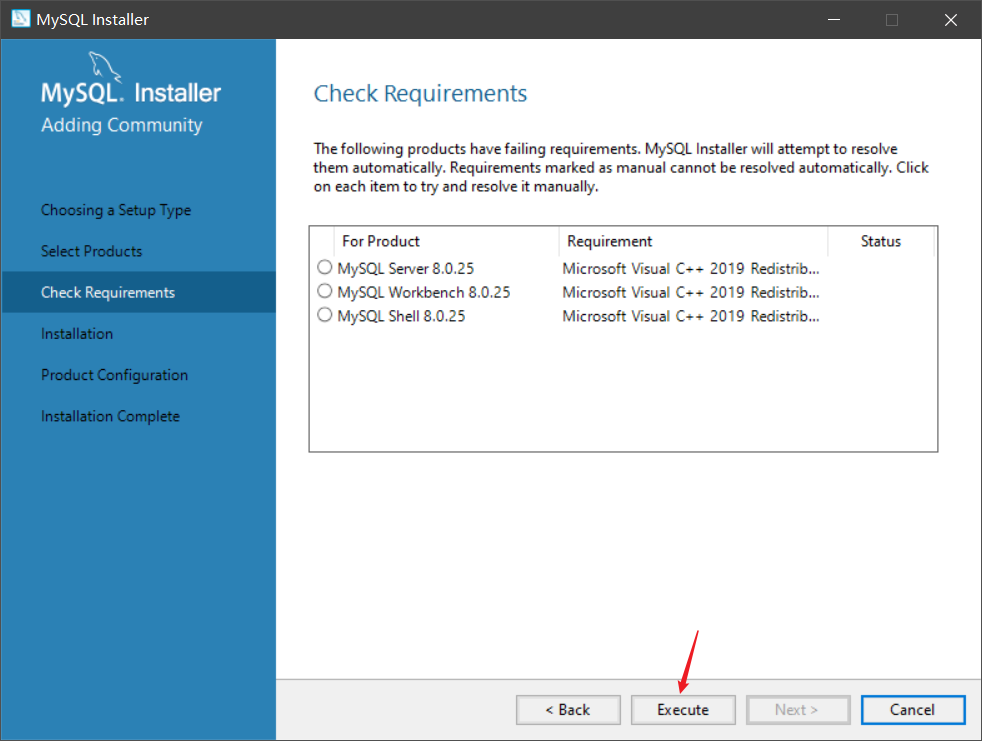 MySQL Installer
MySQL. Installer
Adding Community
Choosing a Setup Type
Select Products
Check Requirements
Installation
Product Configuration
Installation Complete
Check Requirements
The following products have failing requirements. MySQL Installer will attempt to resolve
them automatically. Requirements marked as manual cannot be resolved automatically. Click
on each item to try and resolve it manually.
For Product Requirement Status
MySQL Server 8.0.25 Microsoft Visual C++ 2019 Redistrib...
MySQL Workbench 8.0.25 Microsoft Visual C++ 2019 Redistrib...
MySQL Shell 8.0.25 Microsoft Visual C++ 2019 Redistrib...
< Back Execute Next > Cancel